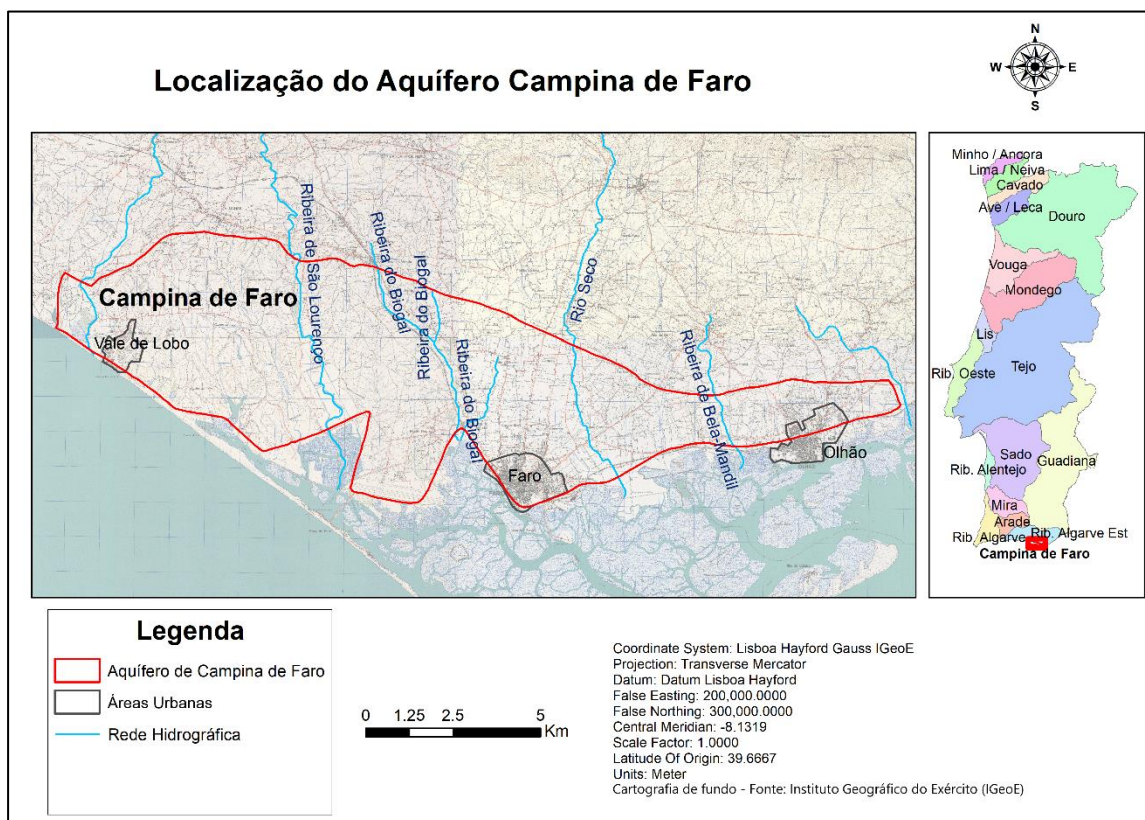 Localização do Aquífero Campina de Faro
N
W
E
S
Ribeira de São Lourenço
Ribeira do Biogal
Ribeira do Biogal
Ribeira do Biogal
Rio Seco
Ribeira de Bela-Mandil
Campina de Faro
Vale de Lobo
Faro
Olhão
Minho / Ancora
Lima / Neiva
Cavado
Ave / Leca
Douro
Vouga
Mondego
Lis
Tejo
Rib. Oeste
Sado
Guadiana
Rib. Alentejo
Mira
Arade
Rib. Algarve
Rib. Algarve Est
Campina de Faro
Legenda
Aquífero de Campina de Faro
Áreas Urbanas
Rede Hidrográfica
0 1.25 2.5 5
Km
Coordinate System: Lisboa Hayford Gauss IGeoE
Projection: Transverse Mercator
Datum: Datum Lisboa Hayford
False Easting: 200,000.0000
False Northing: 300,000.0000
Central Meridian: -8.1319
Scale Factor: 1.0000
Latitude Of Origin: 39.6667
Units: Meter
Cartografia de fundo - Fonte: Instituto Geográfico do Exército (IGeoE)